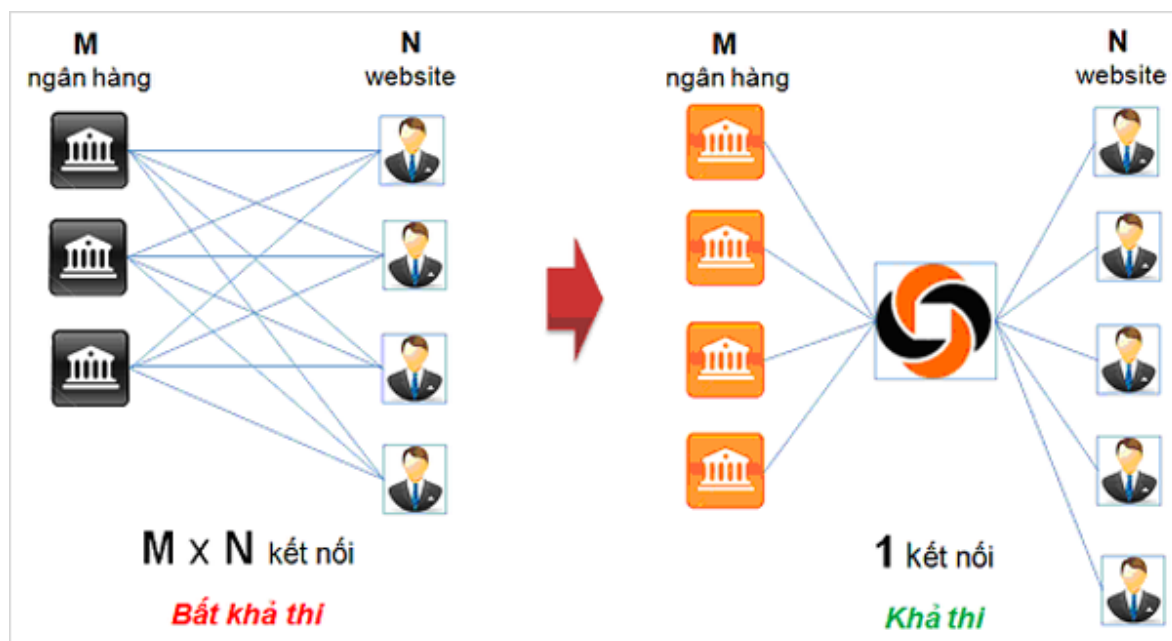 M
ngân hàng
N
website
M x N kết nối
Bất khả thi
M
ngân hàng
N
website
1 kết nối
Khả thi